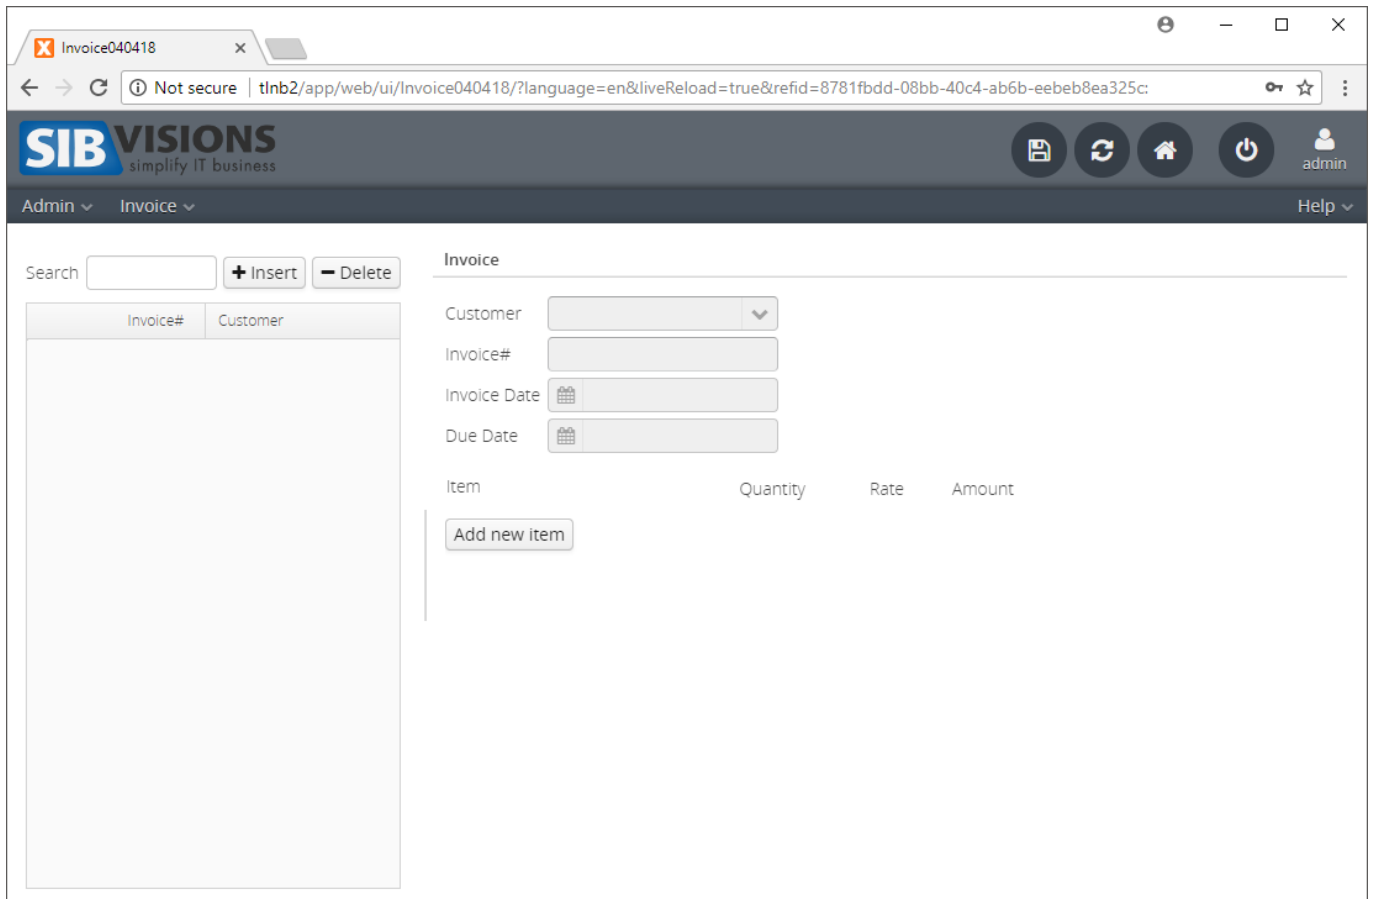 Invoice040418
Not secure | tlnb2/app/web/ui/Invoice040418/?language=en&liveReload=true&refid=8781fbdd-08bb-40c4-ab6b-eebeb8ea325c:
SIB VISIONS
simplify IT business
admin
Admin Invoice Help
Search + Insert - Delete
Invoice# Customer
Invoice
Customer
Invoice#
Invoice Date
Due Date
Item Quantity Rate Amount
Add new item